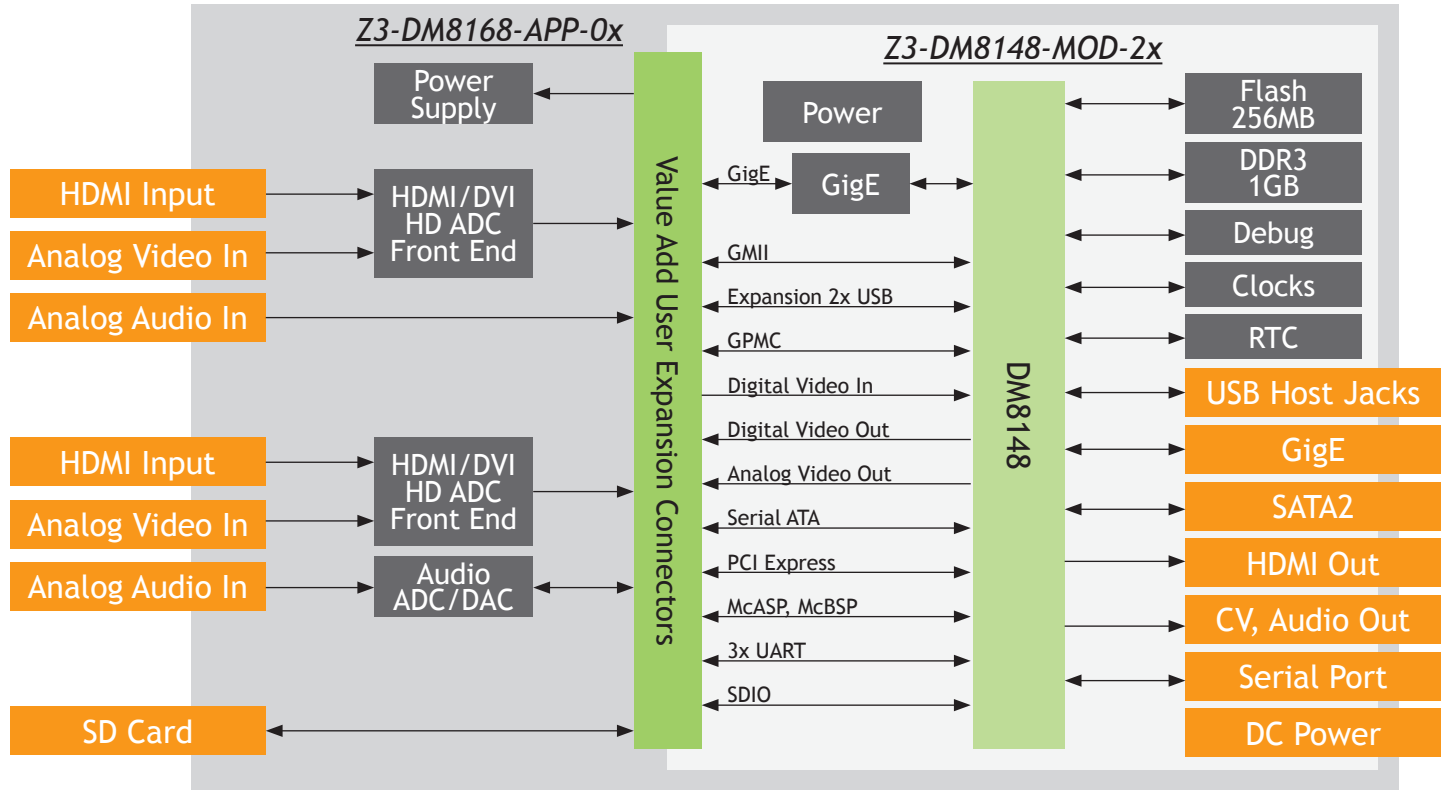 Z3-DM8168-APP-0x
Z3-DM8148-MOD-2x
Power
Supply
HDMI Input
Analog Video In
HDMI/DVI
HD ADC
Front End
Analog Audio In
HDMI Input
Analog Video In
HDMI/DVI
HD ADC
Front End
Analog Audio In
Audio
ADC/DAC
SD Card
Value Add User Expansion Connectors
Power
GigE
GigE
GMII
Expansion 2x USB
GPMC
Digital Video In
Digital Video Out
Analog Video Out
Serial ATA
PCI Express
McASP, McBSP
3x UART
SDIO
DM8148
Flash
256MB
DDR3
1GB
Debug
Clocks
RTC
USB Host Jacks
GigE
SATA2
HDMI Out
CV, Audio Out
Serial Port
DC Power